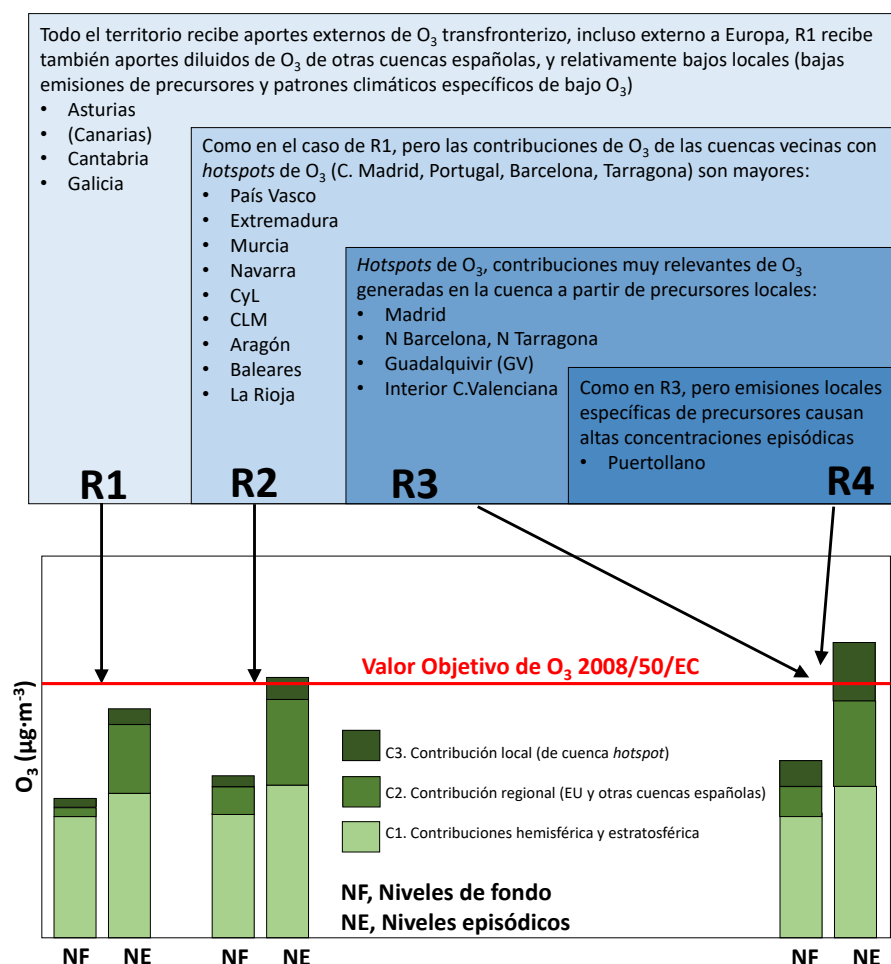 Todo el territorio recibe aportes externos de O3 transfronterizo, incluso externo a Europa, R1 recibe
también aportes diluidos de O3 de otras cuencas españolas, y relativamente bajos locales (bajas
emisiones de precursores y patrones climáticos específicos de bajo O3)
• Asturias
• (Canarias)
• Cantabria
• Galicia
R1
Como en el caso de R1, pero las contribuciones de O3 de las cuencas vecinas con
hotspots de O3 (C. Madrid, Portugal, Barcelona, Tarragona) son mayores:
• País Vasco
• Extremadura
• Murcia
• Navarra
• CyL
• CLM
• Aragón
• Baleares
• La Rioja
R2
Hotspots de O3, contribuciones muy relevantes de O3
generadas en la cuenca a partir de precursores locales:
• Madrid
• N Barcelona, N Tarragona
• Guadalquivir (GV)
• Interior C.Valenciana
R3
Como en R3, pero emisiones locales
específicas de precursores causan
altas concentraciones episódicas
• Puertollano
R4
Valor Objetivo de O3 2008/50/EC
O3 (µg·m-3)
C3. Contribución local (de cuenca hotspot)
C2. Contribución regional (EU y otras cuencas españolas)
C1. Contribuciones hemisférica y estratosférica
NF, Niveles de fondo
NE, Niveles episódicos
NF NE NF NE NF NE